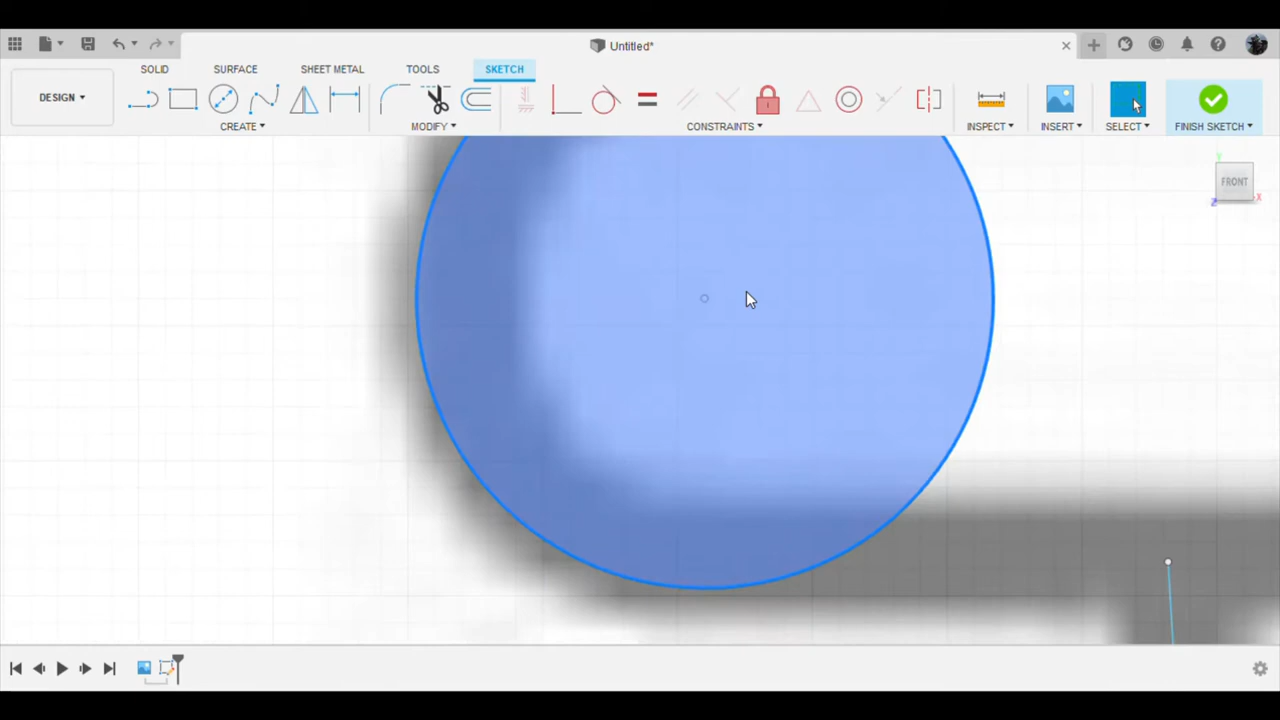 Untitled*
SOLID SURFACE SHEET METAL TOOLS SKETCH
DESIGN
CREATE MODIFY CONSTRAINTS INSPECT INSERT SELECT FINISH SKETCH
Y
FRONT
Z X